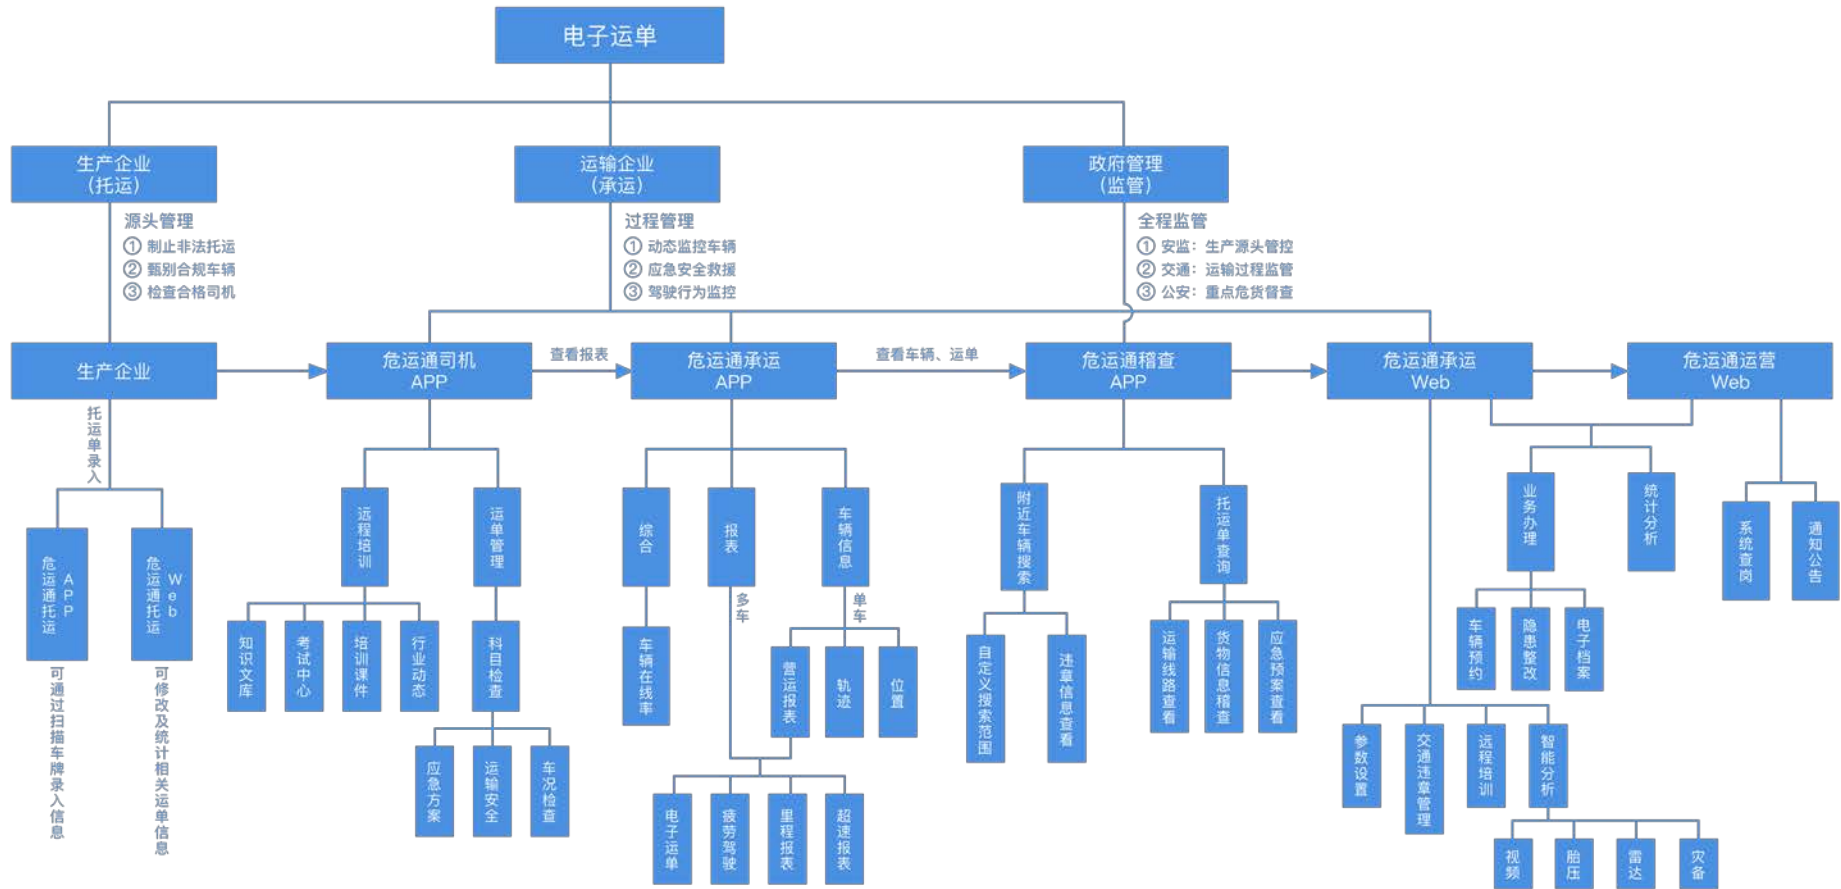 电子运单
生产企业
(托运)
运输企业
(承运)
政府管理
(监管)
源头管理
① 制止非法托运
② 甄别合规车辆
③ 检查合格司机
过程管理
① 动态监控车辆
② 应急安全救援
③ 驾驶行为监控
全程监管
① 安监：生产源头管控
② 交通：运输过程监管
③ 公安：重点危货督查
生产企业
危运通司机
APP
查看报表
危运通承运
APP
查看车辆、运单
危运通稽查
APP
危运通承运
Web
危运通运营
Web
托运单录入
危运通托运
APP
危运通托运
Web
可通过扫描车牌录入信息
可修改及统计相关运单信息
远程培训
运单管理
知识文库
考试中心
培训课件
行业动态
科目检查
应急方案
运输安全
车况检查
综合
报表
车辆信息
多车
单车
车辆在线率
营运报表
轨迹
位置
电子运单
疲劳驾驶
里程报表
超速报表
附近车辆搜索
托运单查询
自定义搜索范围
违章信息查看
运输线路查看
货物信息稽查
应急预案查看
业务办理
统计分析
车辆预约
隐患整改
电子档案
系统查岗
通知公告
参数设置
交通违章管理
远程培训
智能分析
视频
胎压
雷达
灾备